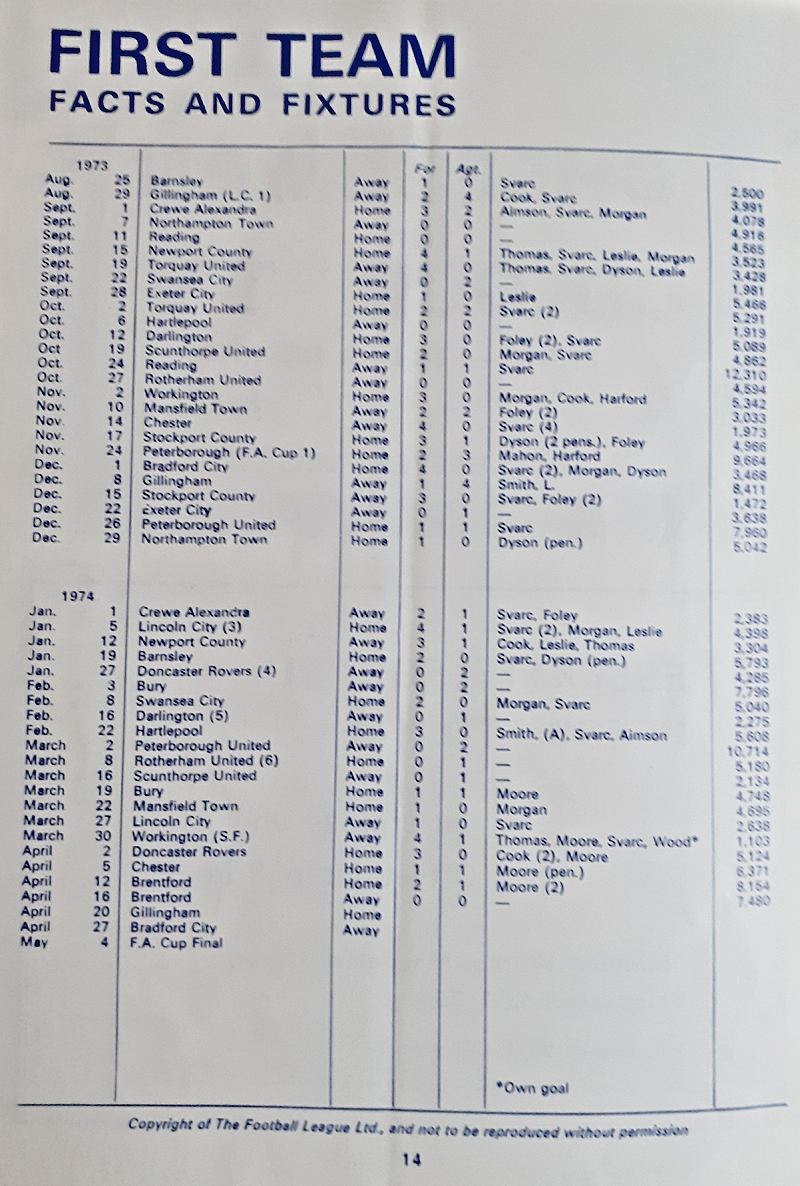 FIRST TEAM
FACTS AND FIXTURES
1973 For Agt.
Aug. 25 Barnsley Away 1 0 Svarc 2,500
Aug. 29 Gillingham (L.C. 1) Away 2 4 Cook, Svarc 3,991
Sept. 1 Crewe Alexandra Home 3 2 Aimson, Svarc, Morgan 4,078
Sept. 7 Northampton Town Away 0 0 — 4,916
Sept. 11 Reading Home 0 0 — 4,565
Sept. 15 Newport County Home 4 1 Thomas, Svarc, Leslie, Morgan 3,523
Sept. 19 Torquay United Away 4 0 Thomas, Svarc, Dyson, Leslie 3,428
Sept. 22 Swansea City Away 0 2 — 1,981
Sept. 28 Exeter City Home 1 0 Leslie 5,466
Oct. 2 Torquay United Home 2 2 Svarc (2) 5,291
Oct. 6 Hartlepool Away 0 0 — 1,919
Oct. 12 Darlington Home 3 0 Foley (2), Svarc 5,089
Oct 19 Scunthorpe United Home 2 0 Morgan, Svarc 4,862
Oct. 24 Reading Away 1 1 Svarc 12,310
Oct. 27 Rotherham United Away 0 0 — 4,594
Nov. 2 Workington Home 3 0 Morgan, Cook, Harford 5,342
Nov. 10 Mansfield Town Away 2 2 Foley (2) 3,033
Nov. 14 Chester Away 4 0 Svarc (4) 1,973
Nov. 17 Stockport County Home 3 1 Dyson (2 pens.), Foley 4,966
Nov. 24 Peterborough (F.A. Cup 1) Home 2 3 Mahon, Harford 9,664
Dec. 1 Bradford City Home 4 0 Svarc (2), Morgan, Dyson 3,468
Dec. 8 Gillingham Away 1 4 Smith, L. 8,411
Dec. 15 Stockport County Away 3 0 Svarc, Foley (2) 1,472
Dec. 22 Exeter City Away 0 1 — 3,638
Dec. 26 Peterborough United Home 1 1 Svarc 7,960
Dec. 29 Northampton Town Home 1 0 Dyson (pen.) 5,042
1974
Jan. 1 Crewe Alexandra Away 2 1 Svarc, Foley 2,383
Jan. 5 Lincoln City (3) Home 4 1 Svarc (2), Morgan, Leslie 4,398
Jan. 12 Newport County Away 3 1 Cook, Leslie, Thomas 3,304
Jan. 19 Barnsley Home 2 0 Svarc, Dyson (pen.) 5,793
Jan. 27 Doncaster Rovers (4) Away 0 2 — 4,285
Feb. 3 Bury Away 0 2 — 7,796
Feb. 8 Swansea City Home 2 0 Morgan, Svarc 5,040
Feb. 16 Darlington (5) Away 0 1 — 2,275
Feb. 22 Hartlepool Home 3 0 Smith, (A), Svarc, Aimson 5,608
March 2 Peterborough United Away 0 2 — 10,714
March 8 Rotherham United (6) Home 0 1 — 5,180
March 16 Scunthorpe United Away 0 1 — 2,134
March 19 Bury Home 1 1 Moore 4,748
March 22 Mansfield Town Home 1 0 Morgan 4,695
March 27 Lincoln City Away 1 0 Svarc 2,638
March 30 Workington (S.F.) Away 4 1 Thomas, Moore, Svarc, Wood* 1,103
April 2 Doncaster Rovers Home 3 0 Cook (2), Moore 5,124
April 5 Chester Home 1 1 Moore (pen.) 6,371
April 12 Brentford Home 2 1 Moore (2) 8,154
April 16 Brentford Away 0 0 — 7,480
April 20 Gillingham Home
April 27 Bradford City Away
May 4 F.A. Cup Final
*Own goal
Copyright of The Football League Ltd., and not to be reproduced without permission
14